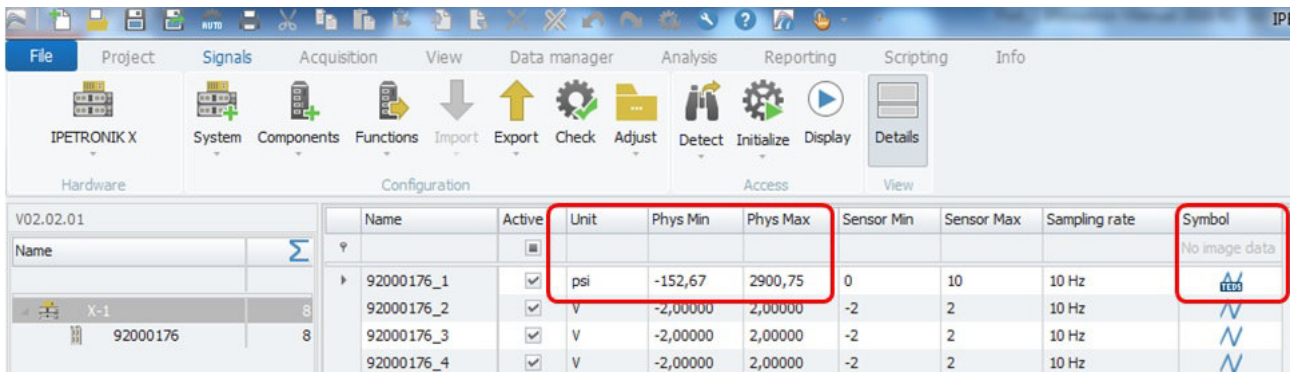 AUTO
IPE
File Project Signals Acquisition View Data manager Analysis Reporting Scripting Info
IPETRONIK X System Components Functions Import Export Check Adjust Detect Initialize Display Details
Hardware Configuration Access View
V02.02.01 Name Active Unit Phys Min Phys Max Sensor Min Sensor Max Sampling rate Symbol
Name Σ No image data
92000176_1 psi -152,67 2900,75 0 10 10 Hz TEDS
X-1 8 92000176_2 V -2,00000 2,00000 -2 2 10 Hz
92000176 8 92000176_3 V -2,00000 2,00000 -2 2 10 Hz
92000176_4 V -2,00000 2,00000 -2 2 10 Hz